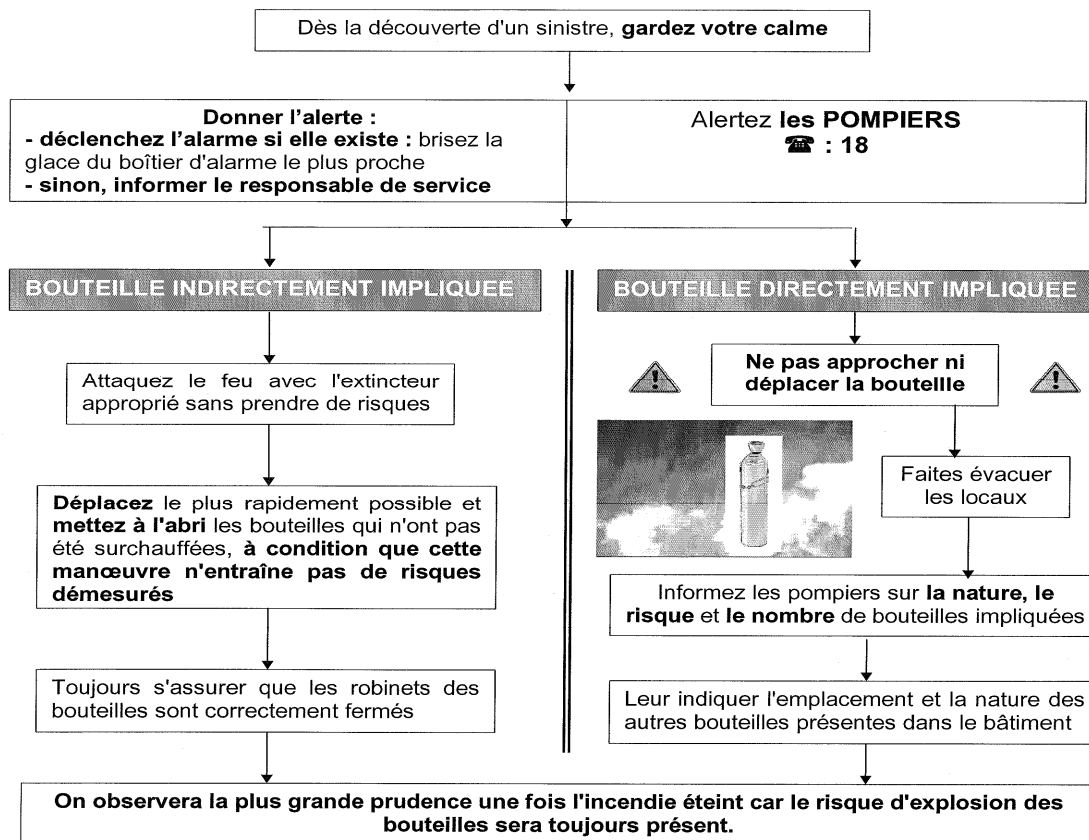 Dès la découverte d'un sinistre, gardez votre calme
Donner l'alerte :
- déclenchez l'alarme si elle existe : brisez la
glace du boîtier d'alarme le plus proche
- sinon, informer le responsable de service
Alertez les POMPIERS
☎ : 18
BOUTEILLE INDIRECTEMENT IMPLIQUEE
Attaquez le feu avec l'extincteur
approprié sans prendre de risques
Déplacez le plus rapidement possible et
mettez à l'abri les bouteilles qui n'ont pas
été surchauffées, à condition que cette
manœuvre n'entraîne pas de risques
démesurés
Toujours s'assurer que les robinets des
bouteilles sont correctement fermés
BOUTEILLE DIRECTEMENT IMPLIQUEE
Ne pas approcher ni
déplacer la bouteille
Faites évacuer
les locaux
Informez les pompiers sur la nature, le
risque et le nombre de bouteilles impliquées
Leur indiquer l'emplacement et la nature des
autres bouteilles présentes dans le bâtiment
On observera la plus grande prudence une fois l'incendie éteint car le risque d'explosion des
bouteilles sera toujours présent.